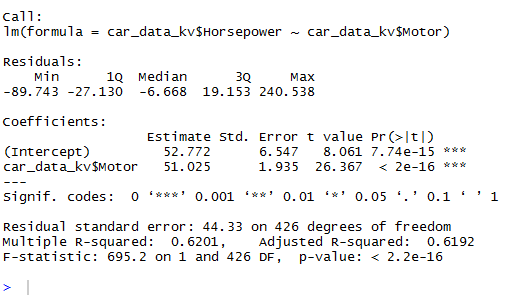 Call:
lm(formula = car_data_kv$Horsepower ~ car_data_kv$Motor)
Residuals:
Min 1Q Median 3Q Max
-89.743 -27.130 -6.668 19.153 240.538
Coefficients:
Estimate Std. Error t value Pr(>|t|)
(Intercept) 52.772 6.547 8.061 7.74e-15 ***
car_data_kv$Motor 51.025 1.935 26.367 < 2e-16 ***
---
Signif. codes: 0 ‘***’ 0.001 ‘**’ 0.01 ‘*’ 0.05 ‘.’ 0.1 ‘ ’ 1
Residual standard error: 44.33 on 426 degrees of freedom
Multiple R-squared: 0.6201, Adjusted R-squared: 0.6192
F-statistic: 695.2 on 1 and 426 DF, p-value: < 2.2e-16
>